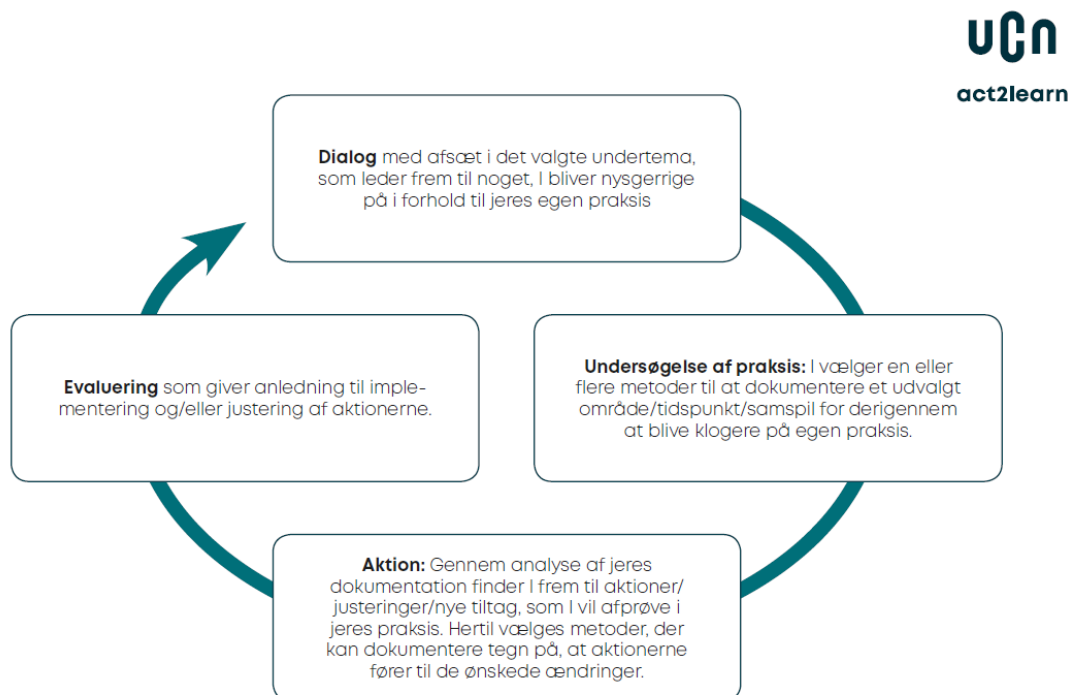 ucn
act2learn
Dialog med afsæt i det valgte undertema,
som leder frem til noget, I bliver nysgerrige
på i forhold til jeres egen praksis
Evaluering som giver anledning til imple-
mentering og/eller justering af aktionerne.
Undersøgelse af praksis: I vælger en eller
flere metoder til at dokumentere et udvalgt
område/tidspunkt/samspil for derigennem
at blive klogere på egen praksis.
Aktion: Gennem analyse af jeres
dokumentation finder I frem til aktioner/
justeringer/nye tiltag, som I vil afprøve i
jeres praksis. Hertil vælges metoder, der
kan dokumentere tegn på, at aktionerne
fører til de ønskede ændringer.